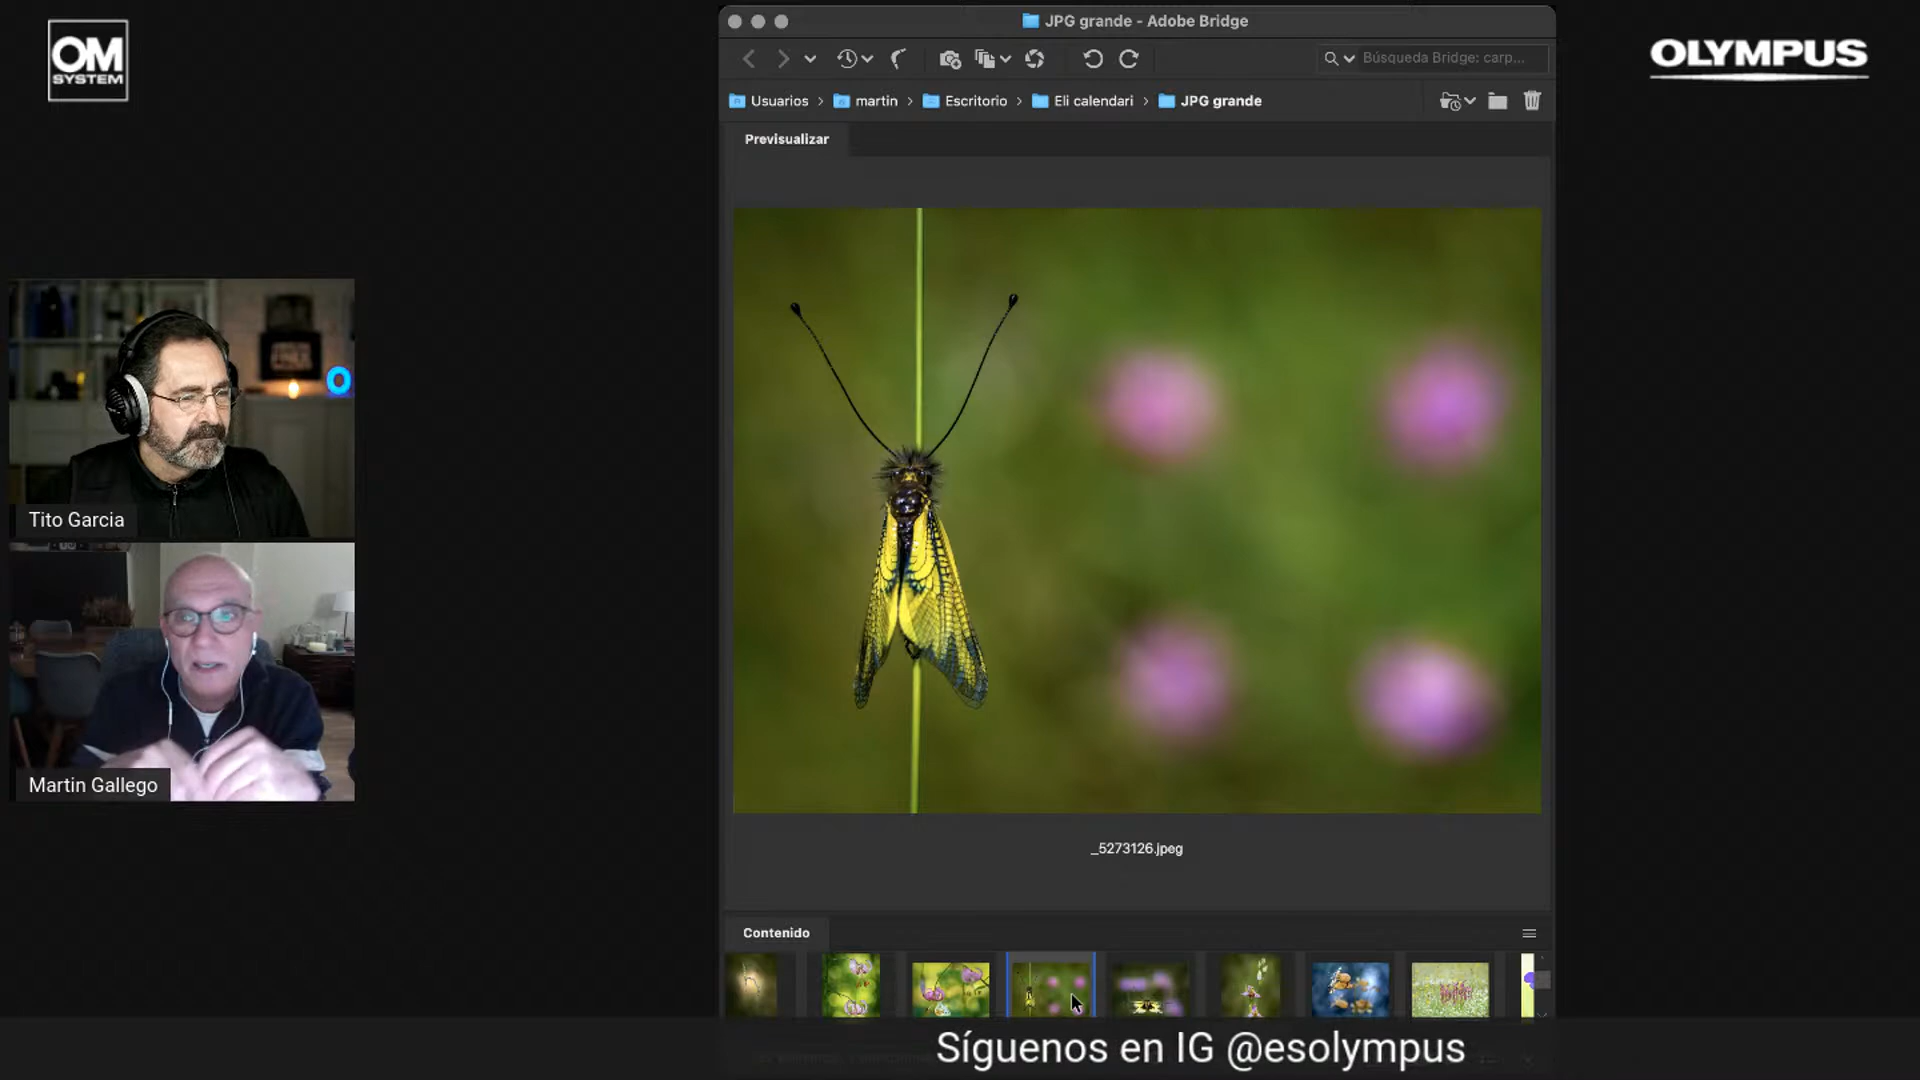 OM
SYSTEM
JPG grande - Adobe Bridge
Búsqueda Bridge: carp...
OLYMPUS
Usuarios > martin > Escritorio > Eli calendari > JPG grande
Previsualizar
Tito Garcia
Martin Gallego
_5273126.jpeg
Contenido
Síguenos en IG @esolympus